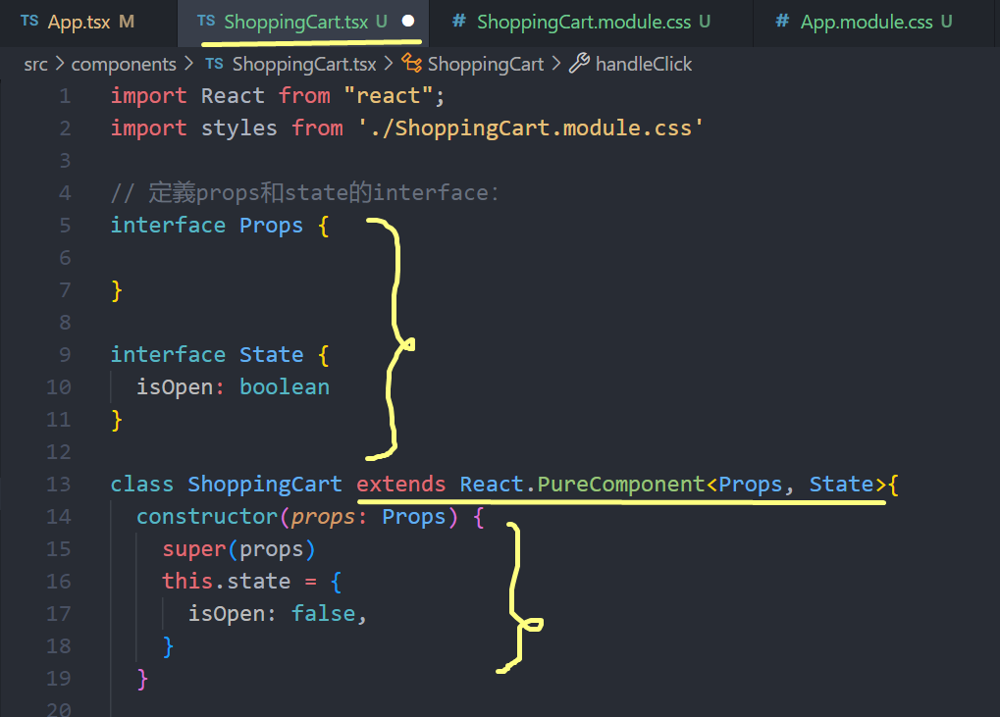 TS App.tsx M TS ShoppingCart.tsx U # ShoppingCart.module.css U # App.module.css U
src > components > TS ShoppingCart.tsx > ShoppingCart > handleClick
1 import React from "react";
2 import styles from './ShoppingCart.module.css'
3
4 // 定義props和state的interface:
5 interface Props {
6
7 }
8
9 interface State {
10 isOpen: boolean
11 }
12
13 class ShoppingCart extends React.PureComponent<Props, State>{
14 constructor(props: Props) {
15 super(props)
16 this.state = {
17 isOpen: false,
18 }
19 }
20